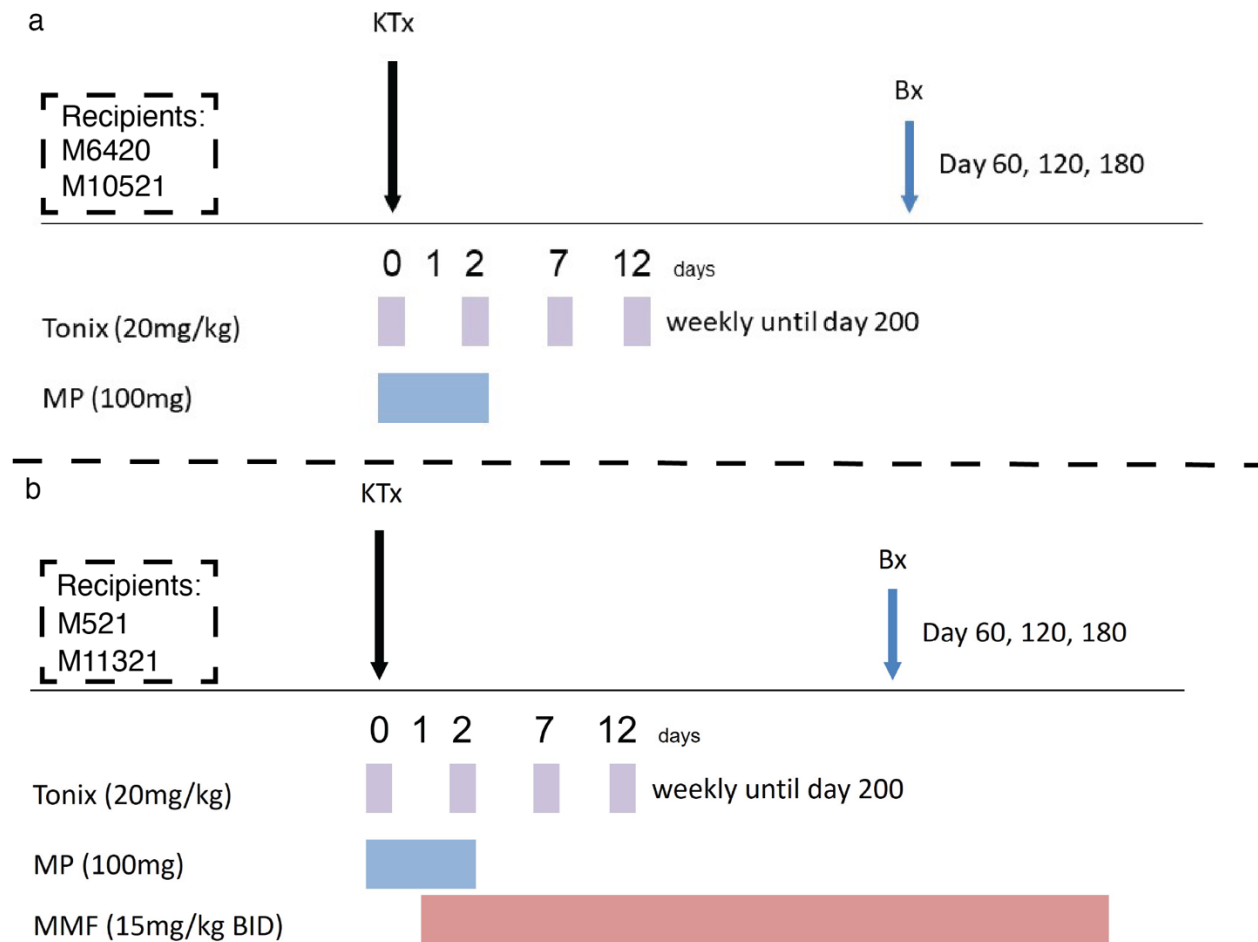 a
KTx
Bx
Recipients:
M6420
M10521
Day 60, 120, 180
0 1 2 7 12 days
Tonix (20mg/kg)
weekly until day 200
MP (100mg)
b
KTx
Bx
Recipients:
M521
M11321
Day 60, 120, 180
0 1 2 7 12 days
Tonix (20mg/kg)
weekly until day 200
MP (100mg)
MMF (15mg/kg BID)